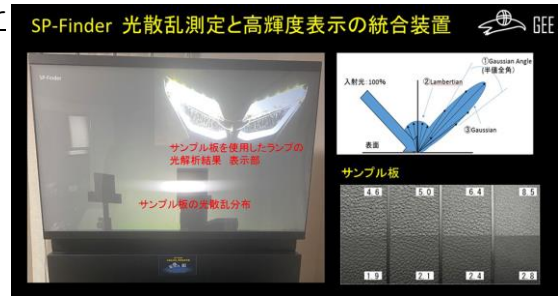 SP-Finder 光散乱測定と高輝度表示の統合装置
GEE
SP-Finder
サンプル板を使用したランプの
光解析結果 表示部
サンプル板の光散乱分布
①Gaussian Angle
(半値全角)
入射光: 100%
②Lambertian
③Gaussian
表面
サンプル板
4.6 5.0 6.4 8.5
1.9 2.1 2.4 2.8